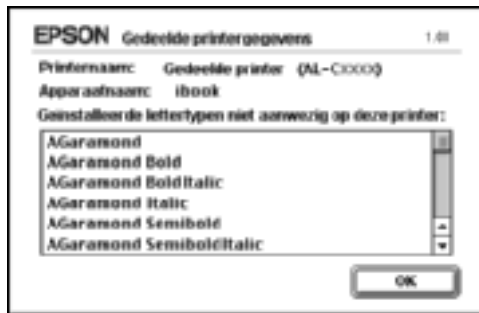 EPSON Gedeelde printergegevens 1.0I
Printernaam: Gedeelde printer (AL-CXXXX)
Apparaatnaam: ibook
Geïnstalleerde lettertypen niet aanwezig op deze printer:
AGaramond
AGaramond Bold
AGaramond BoldItalic
AGaramond Italic
AGaramond Semibold
AGaramond SemiboldItalic
OK